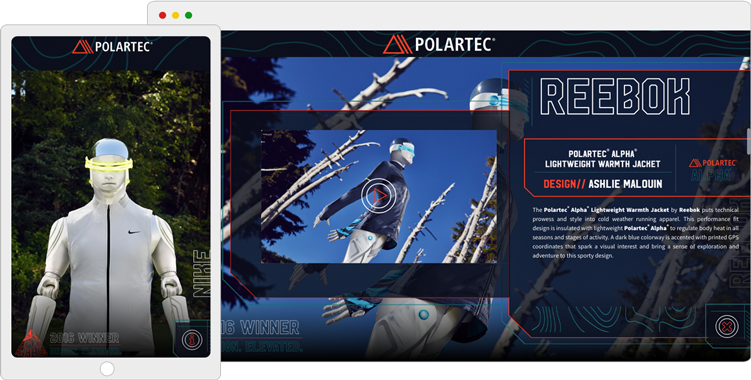 POLARTEC®
NIKE
2016 WINNER
POLARTEC®
16 WINNER
GN. ELEVATED.
REEBOK
POLARTEC® ALPHA®
LIGHTWEIGHT WARMTH JACKET
DESIGN// ASHLIE MALOUIN
POLARTEC®
ALPHA
The Polartec® Alpha® Lightweight Warmth Jacket by Reebok puts technical
prowess and style into cold weather running apparel. This performance fit
design is insulated with lightweight Polartec® Alpha® to regulate body heat in all
seasons and stages of activity. A dark blue colorway is accented with printed GPS
coordinates that spark a visual interest and bring a sense of exploration and
adventure to this sporty design.